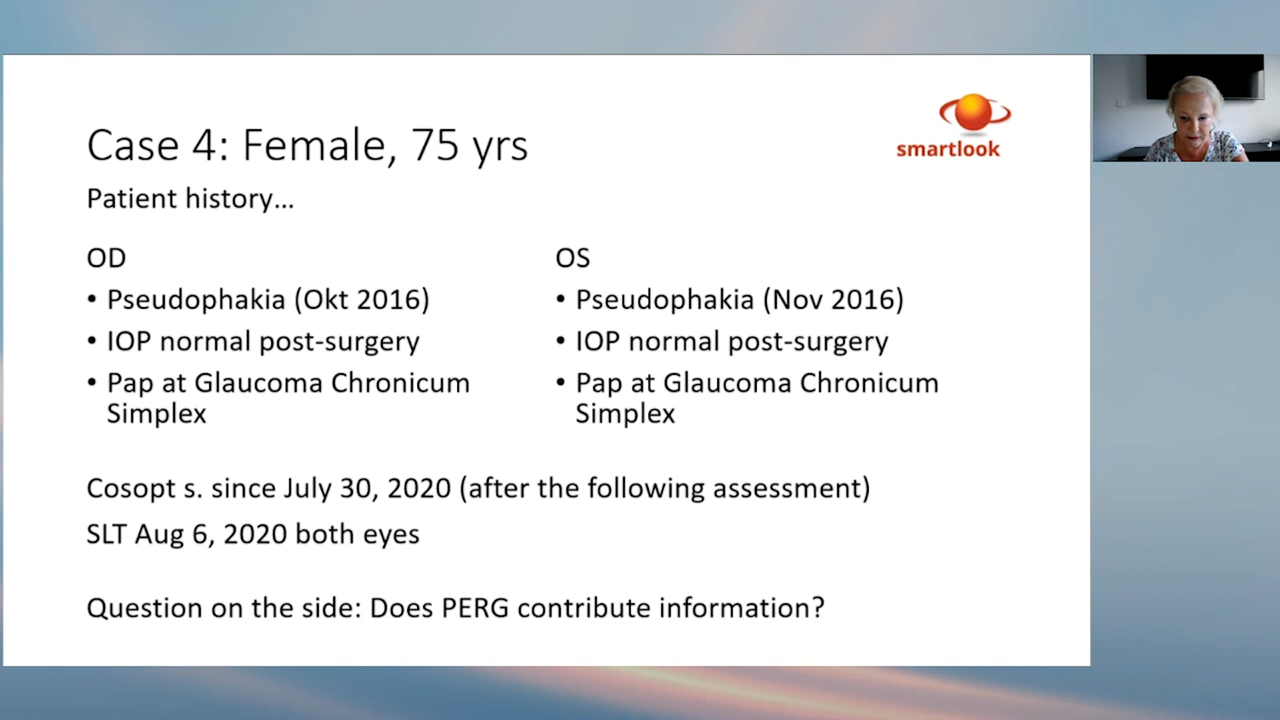 smartlook
Case 4: Female, 75 yrs
Patient history...
OD
• Pseudophakia (Okt 2016)
• IOP normal post-surgery
• Pap at Glaucoma Chronicum
Simplex
OS
• Pseudophakia (Nov 2016)
• IOP normal post-surgery
• Pap at Glaucoma Chronicum
Simplex
Cosopt s. since July 30, 2020 (after the following assessment)
SLT Aug 6, 2020 both eyes
Question on the side: Does PERG contribute information?